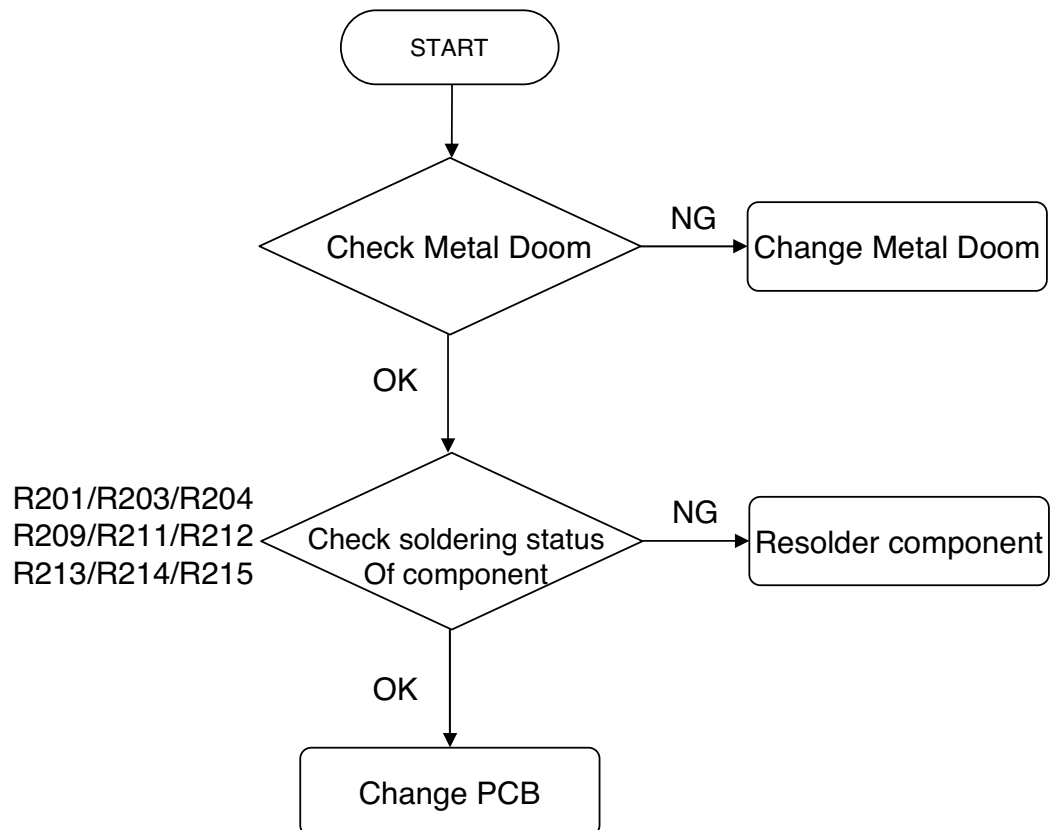 START
Check Metal Doom
NG
Change Metal Doom
OK
R201/R203/R204
R209/R211/R212
R213/R214/R215
Check soldering status
Of component
NG
Resolder component
OK
Change PCB